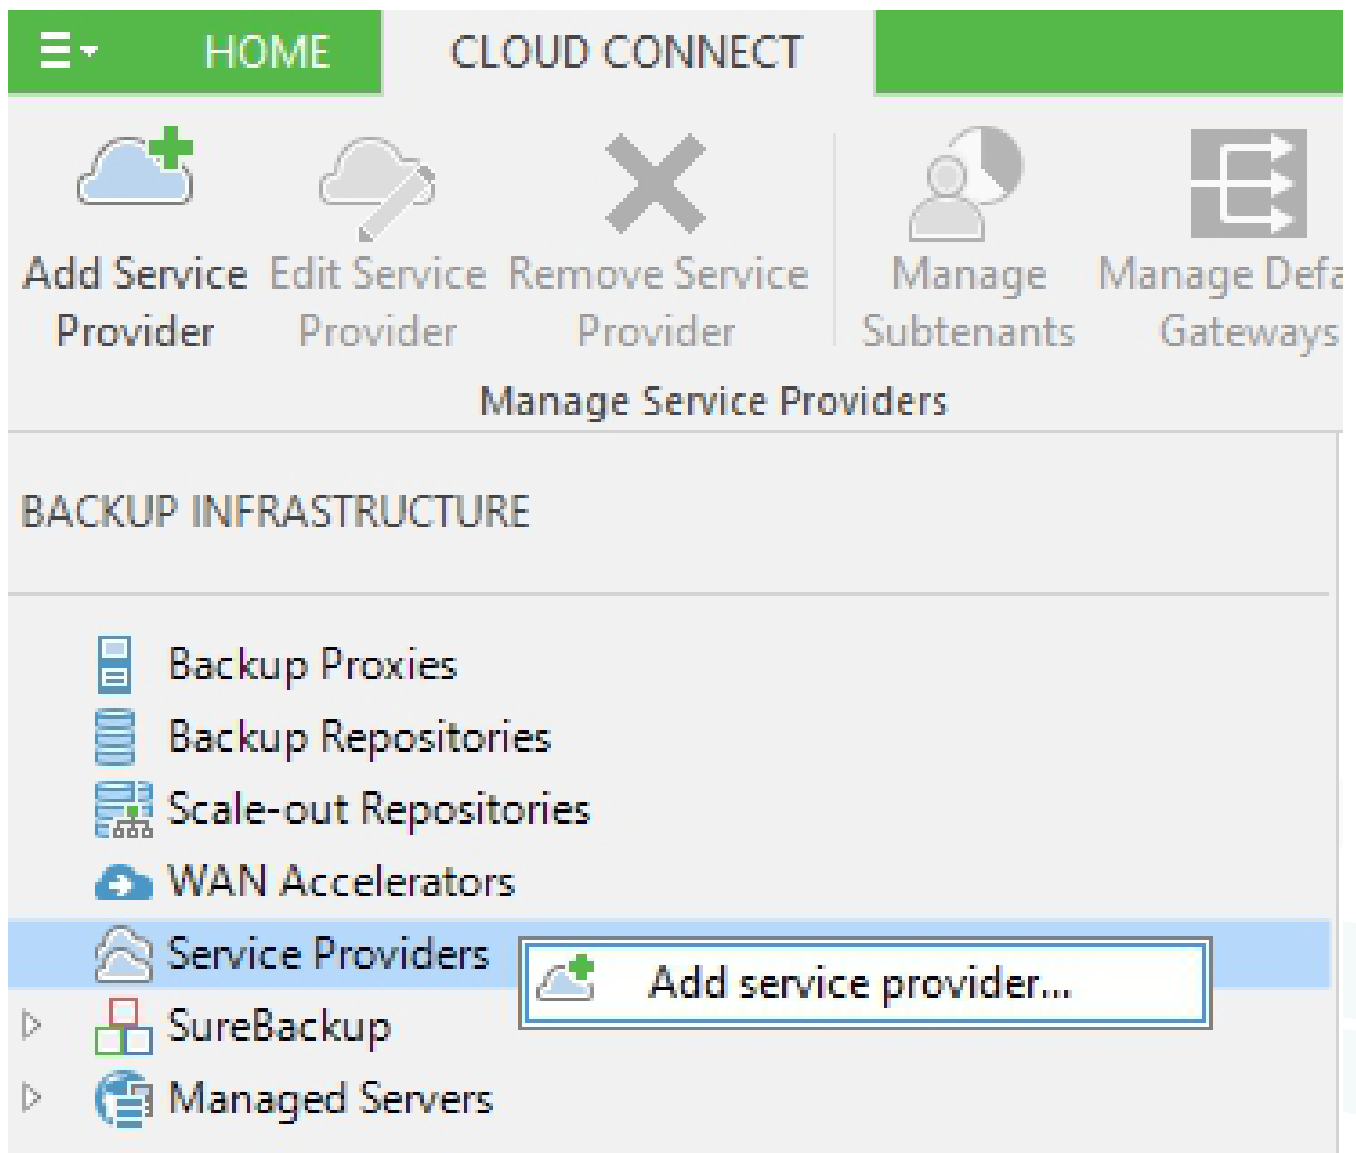 HOME CLOUD CONNECT
Add Service Edit Service Remove Service Manage Manage Defa
Provider Provider Provider Subtenants Gateways
Manage Service Providers
BACKUP INFRASTRUCTURE
Backup Proxies
Backup Repositories
Scale-out Repositories
WAN Accelerators
Service Providers
Add service provider...
SureBackup
Managed Servers